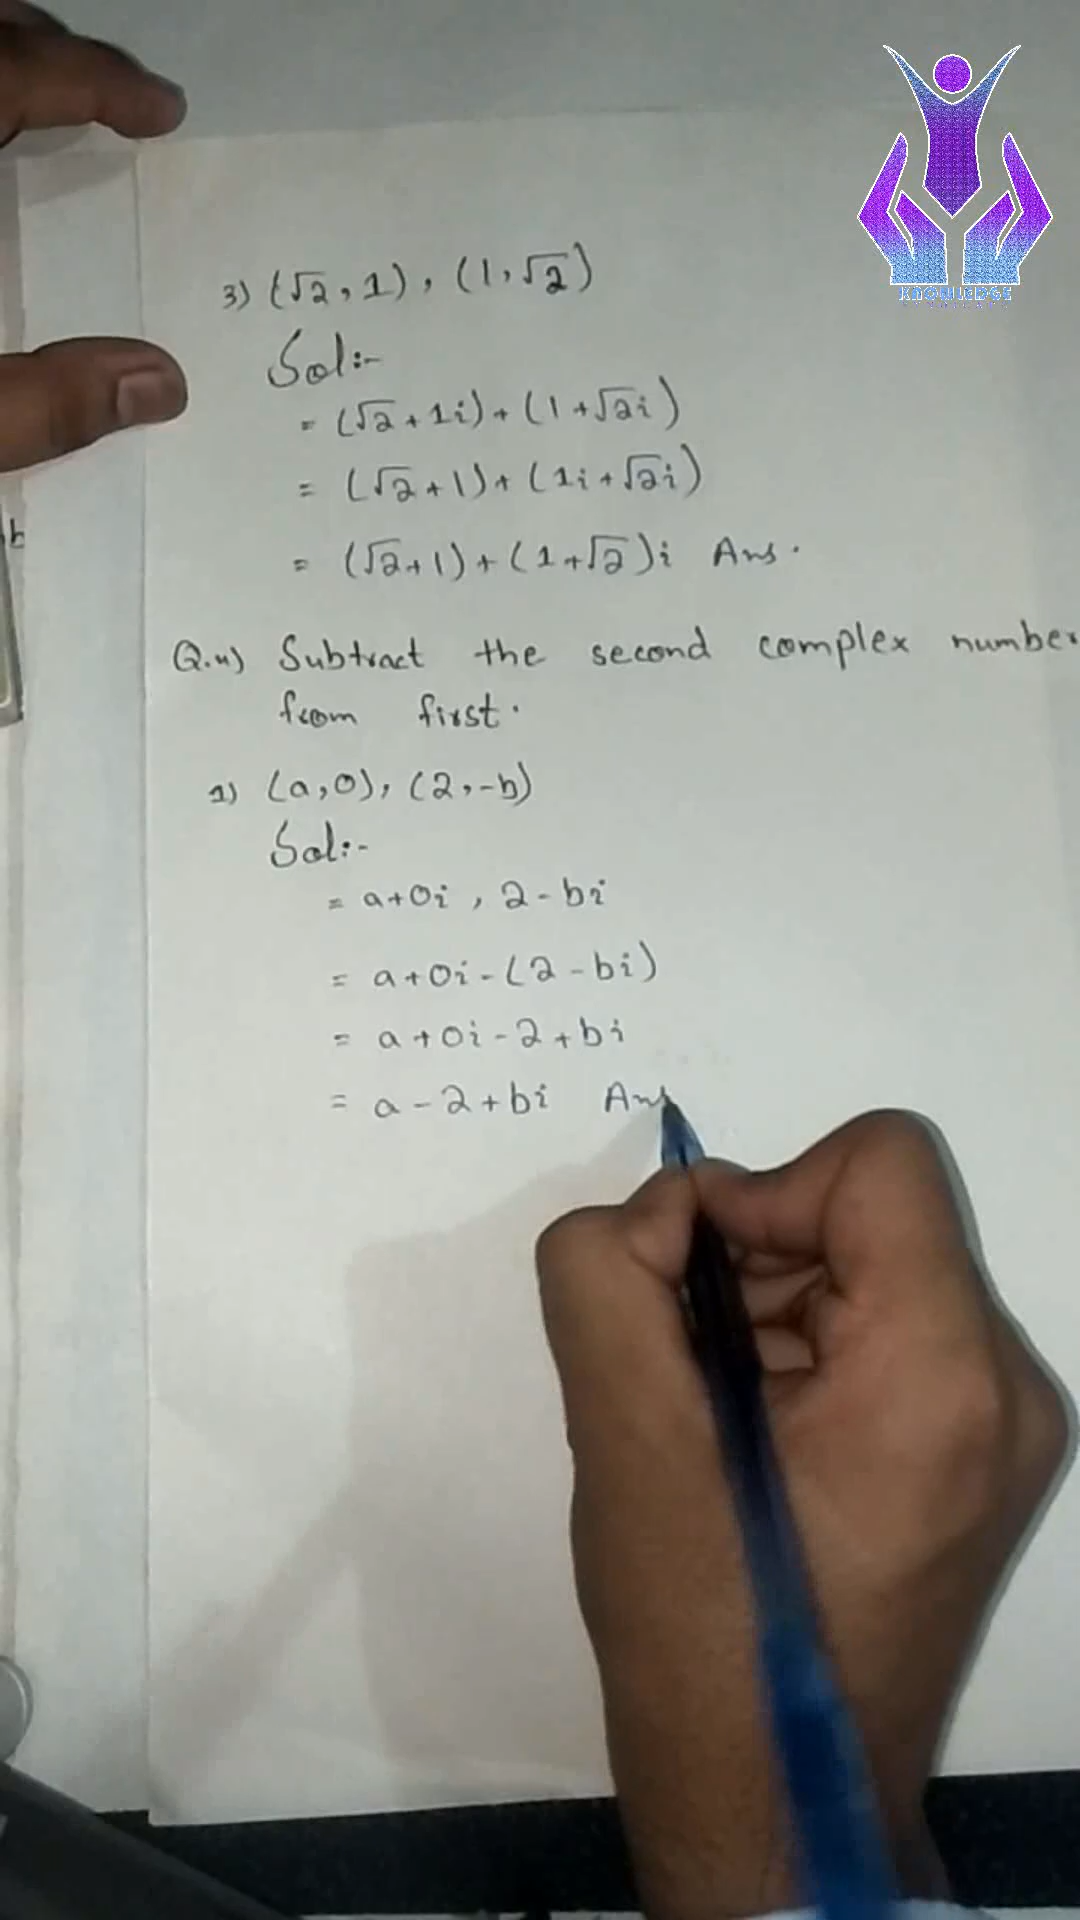 KNOWLEDGE
3) (√2, 1), (1, √2)
Sol:-
= (√2 + 1i) + (1 + √2i)
= (√2 + 1) + (1i + √2i)
= (√2 + 1) + (1 + √2)i Ans.
b
Q.4) Subtract the second complex number
from first.
1) (a, 0), (2, -b)
Sol:-
= a + 0i, 2 - bi
= a + 0i - (2 - bi)
= a + 0i - 2 + bi
= a - 2 + bi Ans